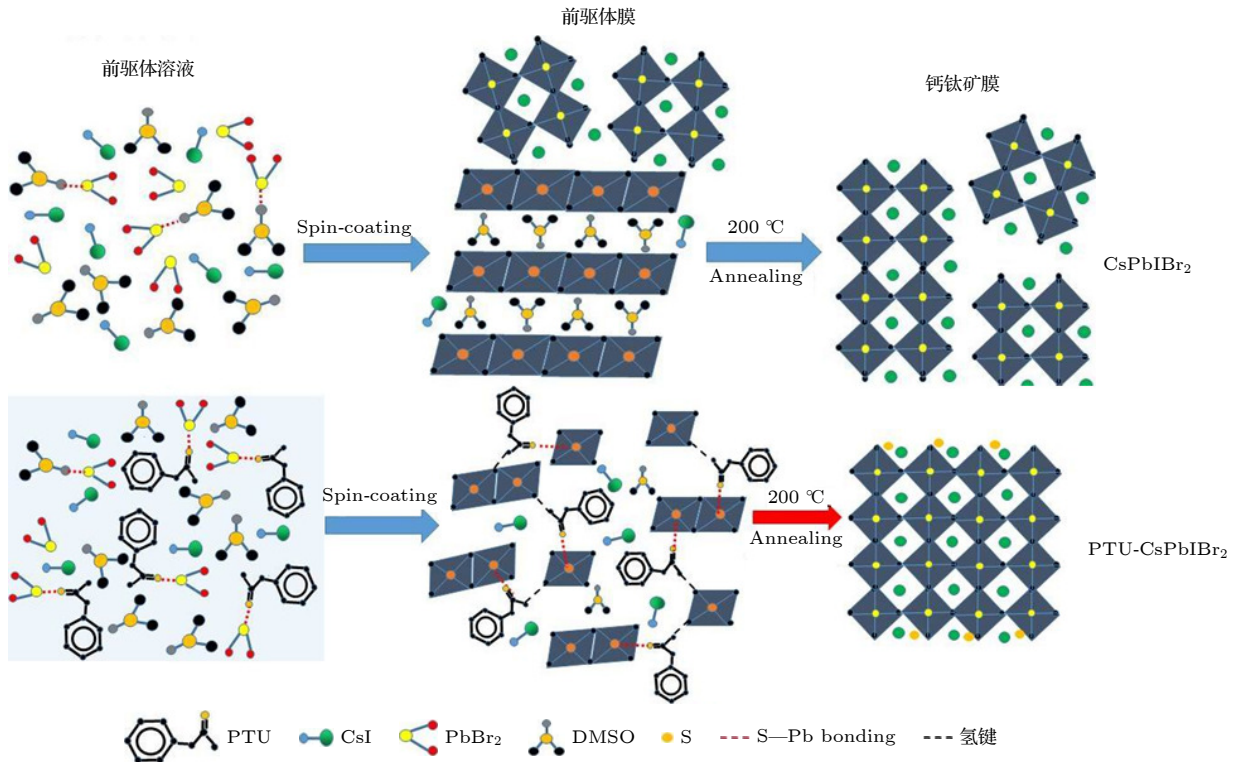 前驱体溶液
前驱体膜
钙钛矿膜
Spin-coating
200 ℃
Annealing
CsPbIBr₂
Spin-coating
200 ℃
Annealing
PTU-CsPbIBr₂
PTU
CsI
PbBr₂
DMSO
S
S—Pb bonding
氢键